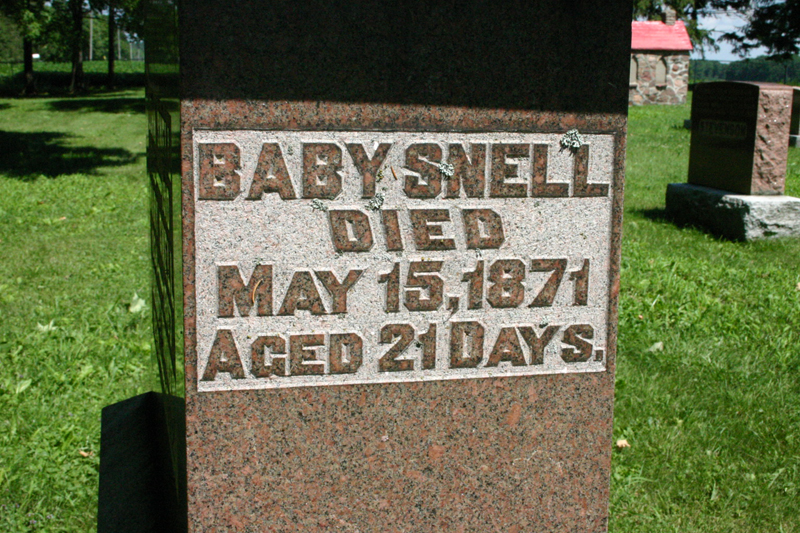 BABY SNELL
DIED
MAY 15, 1871
AGED 21 DAYS.